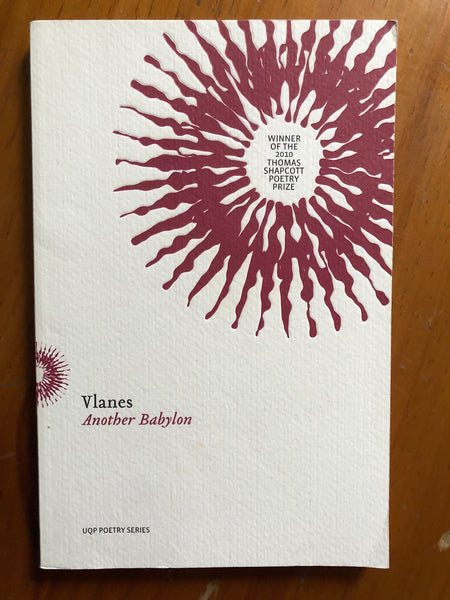 WINNER
OF THE
2010
THOMAS
SHAPCOTT
POETRY
PRIZE
Vlanes
Another Babylon
UQP POETRY SERIES